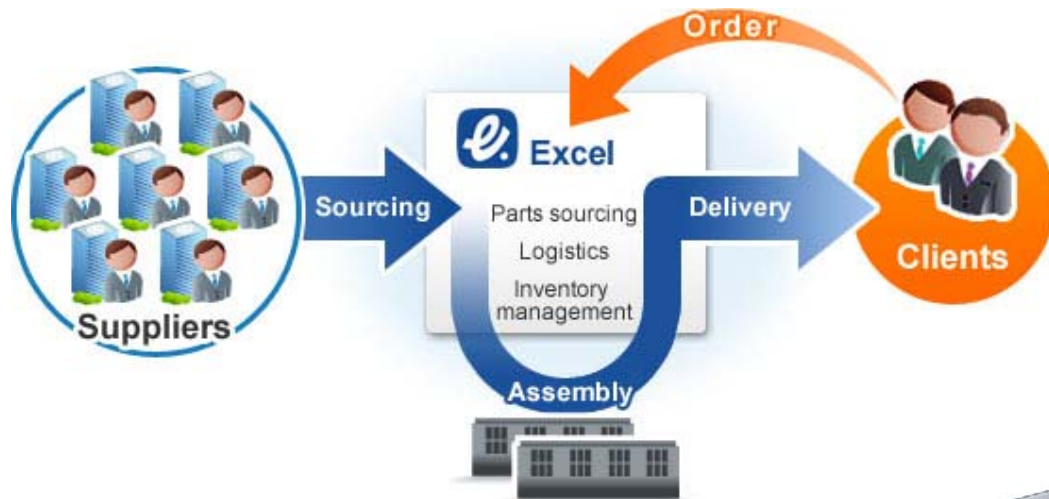 Order
e.
Excel
Sourcing
Parts sourcing
Logistics
Inventory
management
Delivery
Clients
Suppliers
Assembly